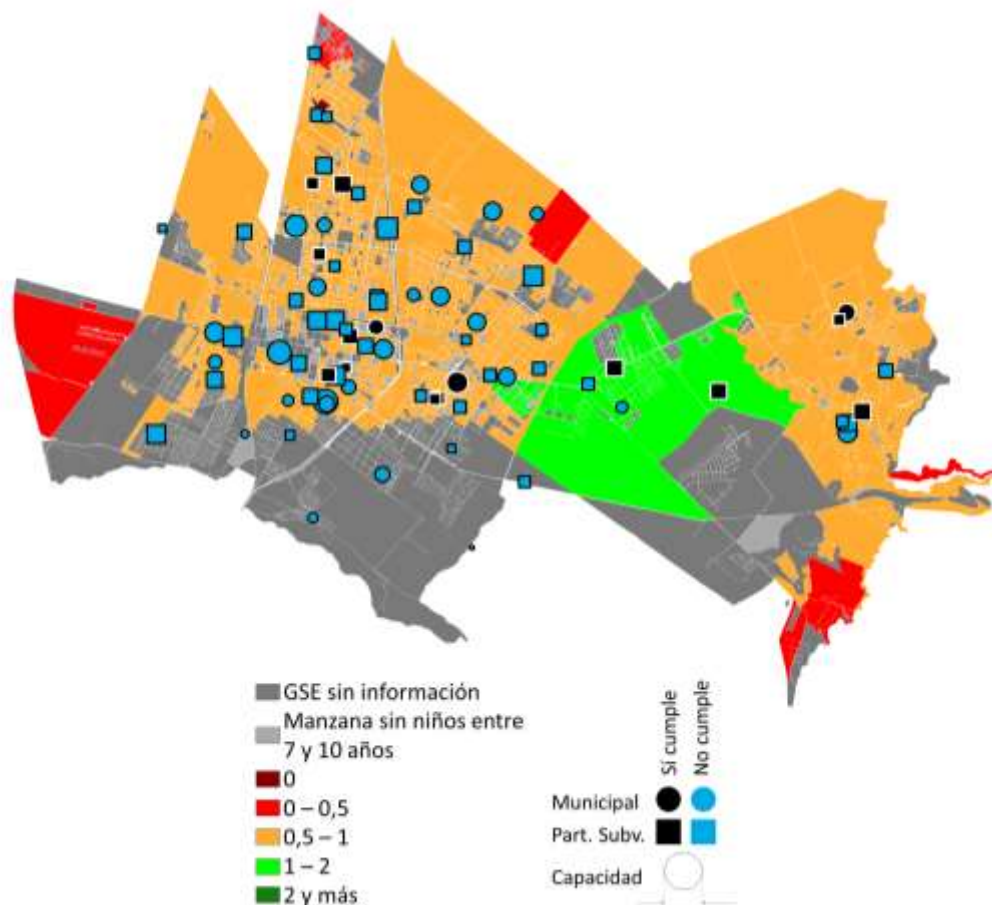 GSE sin información
Manzana sin niños entre
7 y 10 años
0
0 – 0,5
0,5 – 1
1 – 2
2 y más
Sí cumple
No cumple
Municipal
Part. Subv.
Capacidad